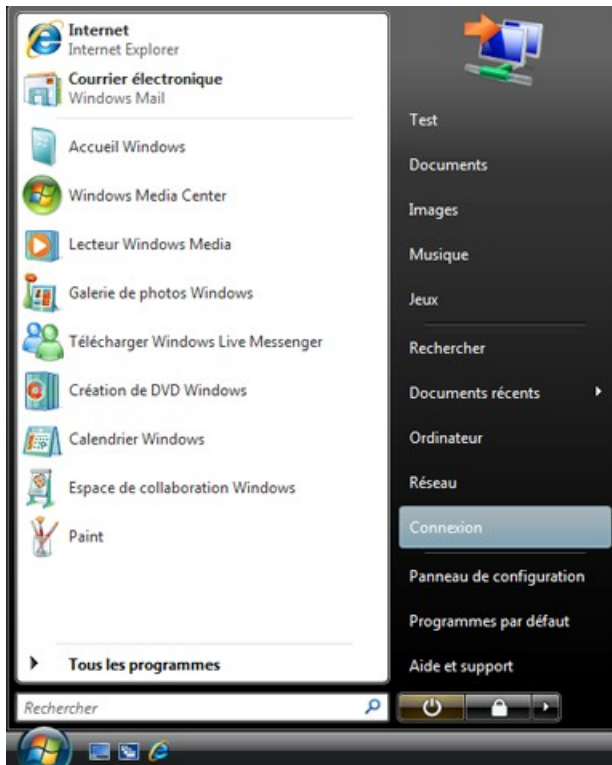 Internet
Internet Explorer
Courrier électronique
Windows Mail
Accueil Windows
Windows Media Center
Lecteur Windows Media
Galerie de photos Windows
Télécharger Windows Live Messenger
Création de DVD Windows
Calendrier Windows
Espace de collaboration Windows
Paint
Tous les programmes
Rechercher
Test
Documents
Images
Musique
Jeux
Rechercher
Documents récents
Ordinateur
Réseau
Connexion
Panneau de configuration
Programmes par défaut
Aide et support